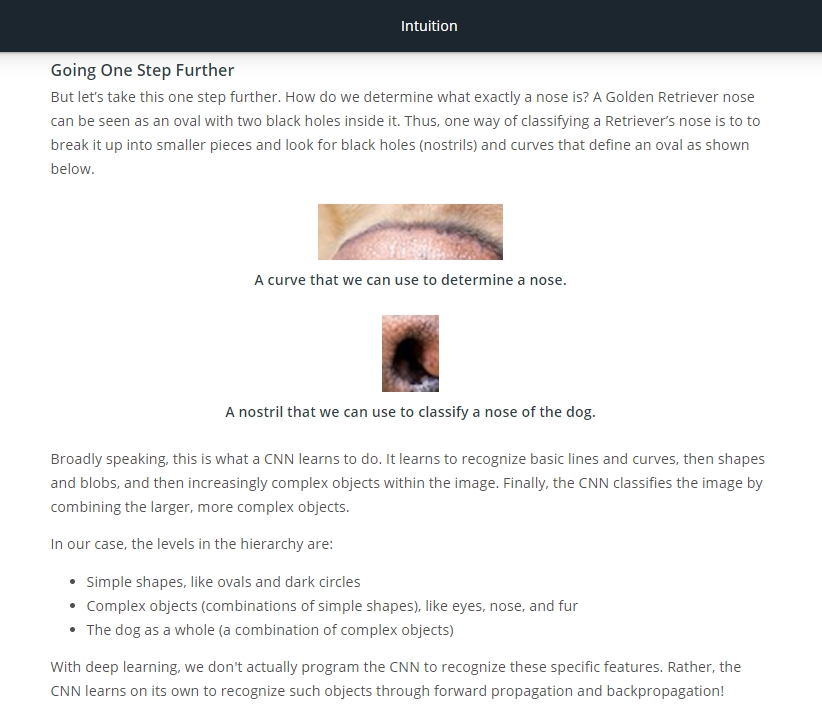 Intuition
Going One Step Further
But let’s take this one step further. How do we determine what exactly a nose is? A Golden Retriever nose
can be seen as an oval with two black holes inside it. Thus, one way of classifying a Retriever’s nose is to to
break it up into smaller pieces and look for black holes (nostrils) and curves that define an oval as shown
below.
A curve that we can use to determine a nose.
A nostril that we can use to classify a nose of the dog.
Broadly speaking, this is what a CNN learns to do. It learns to recognize basic lines and curves, then shapes
and blobs, and then increasingly complex objects within the image. Finally, the CNN classifies the image by
combining the larger, more complex objects.
In our case, the levels in the hierarchy are:
• Simple shapes, like ovals and dark circles
• Complex objects (combinations of simple shapes), like eyes, nose, and fur
• The dog as a whole (a combination of complex objects)
With deep learning, we don't actually program the CNN to recognize these specific features. Rather, the
CNN learns on its own to recognize such objects through forward propagation and backpropagation!